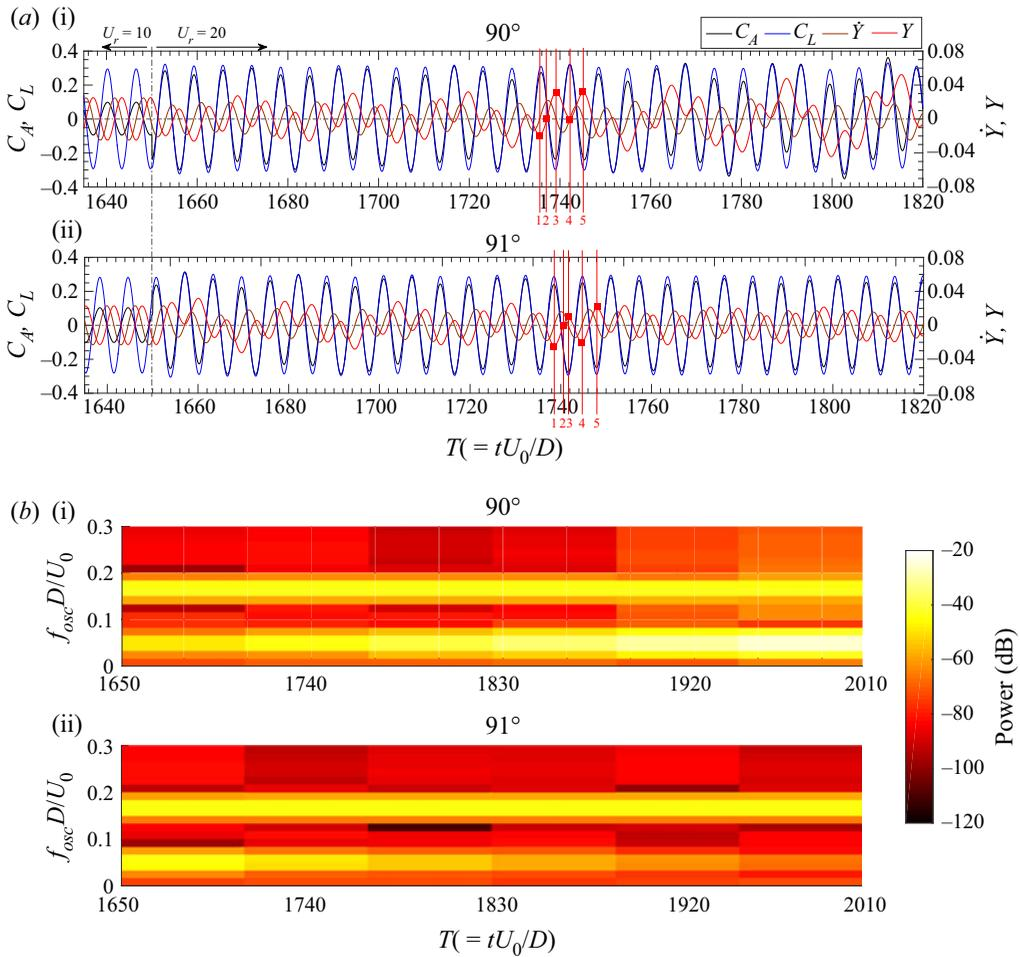 (a) (i)
U_r = 10 U_r = 20
90°
C_A C_L Ẏ Y
0.4 0.2 0 –0.2 –0.4
C_A, C_L
0.08 0.04 0 –0.04 –0.08
Ẏ, Y
1640 1660 1680 1700 1720 1740 1760 1780 1800 1820
1 2 3 4 5
(ii)
91°
0.4 0.2 0 –0.2 –0.4
C_A, C_L
0.08 0.04 0 –0.04 –0.08
Ẏ, Y
1640 1660 1680 1700 1720 1740 1760 1780 1800 1820
1 2 3 4 5
T( = tU_0/D)
(b) (i)
90°
0.3 0.2 0.1 0
f_osc D/U_0
1650 1740 1830 1920 2010
(ii)
91°
0.3 0.2 0.1 0
f_osc D/U_0
1650 1740 1830 1920 2010
T( = tU_0/D)
–20 –40 –60 –80 –100 –120
Power (dB)